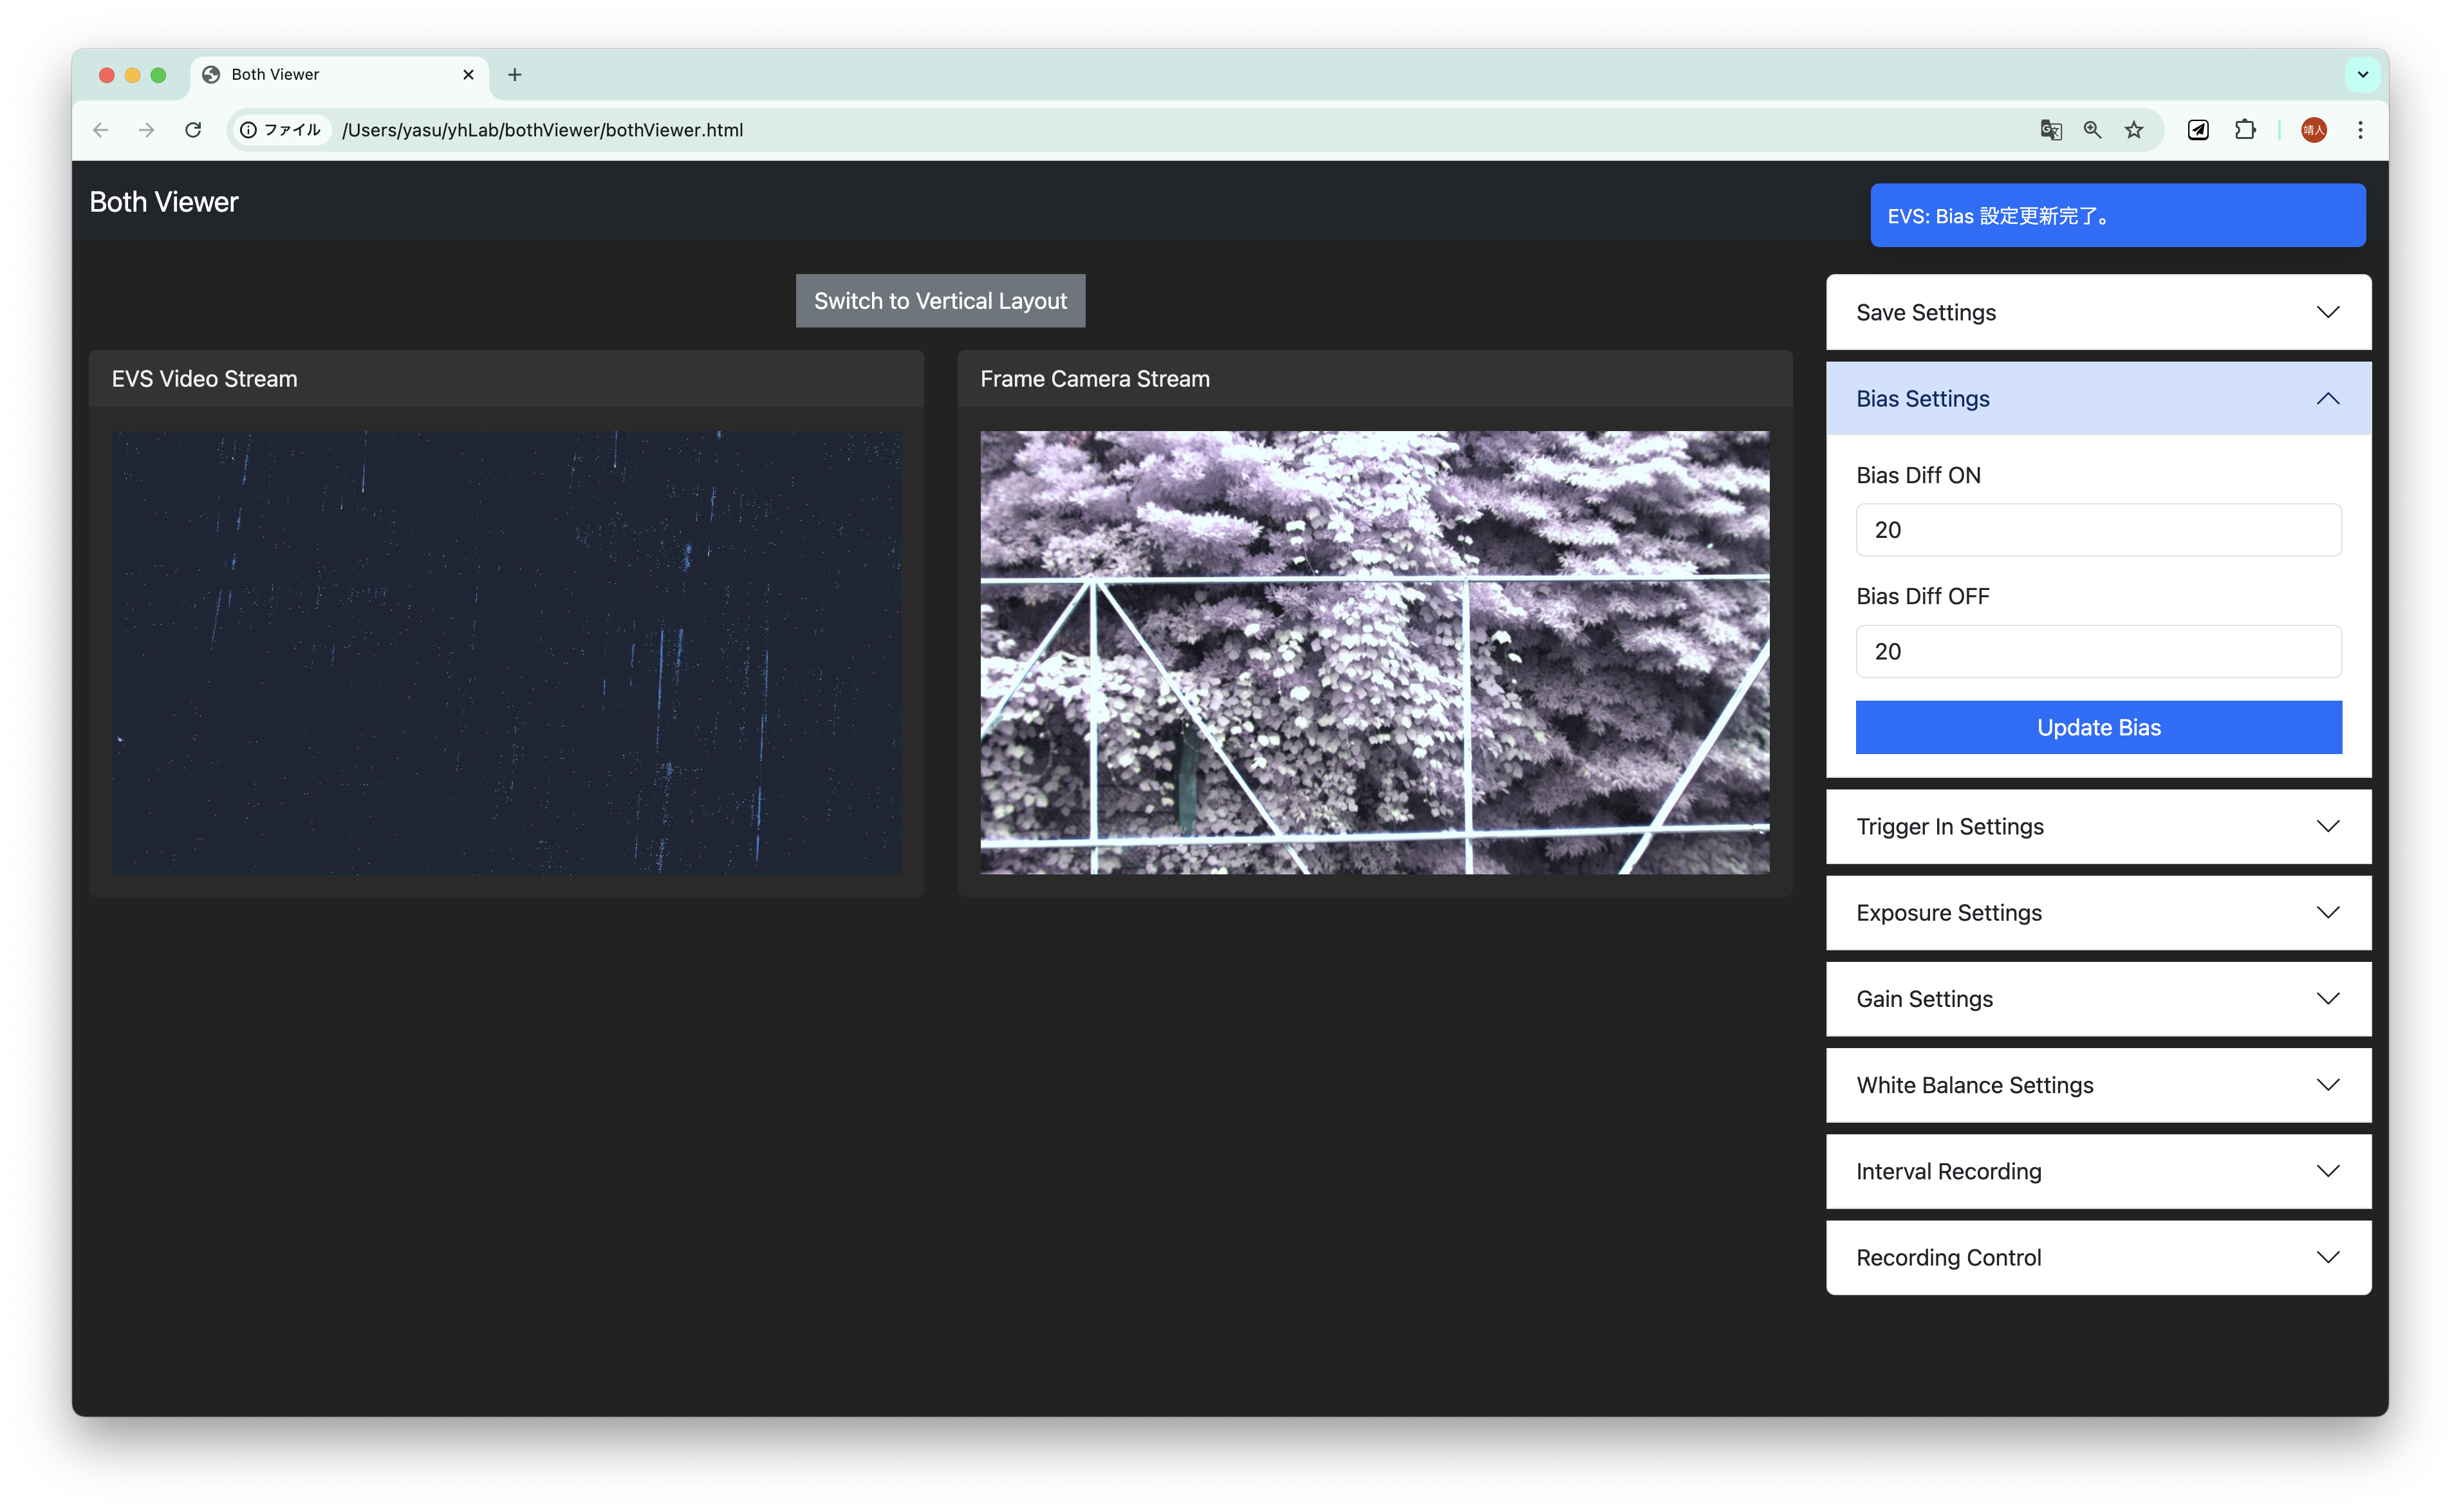 Both Viewer
ファイル
/Users/yasu/yhLab/bothViewer/bothViewer.html
靖人
Both Viewer
EVS: Bias 設定更新完了。
Switch to Vertical Layout
EVS Video Stream
Frame Camera Stream
Save Settings
Bias Settings
Bias Diff ON
20
Bias Diff OFF
20
Update Bias
Trigger In Settings
Exposure Settings
Gain Settings
White Balance Settings
Interval Recording
Recording Control